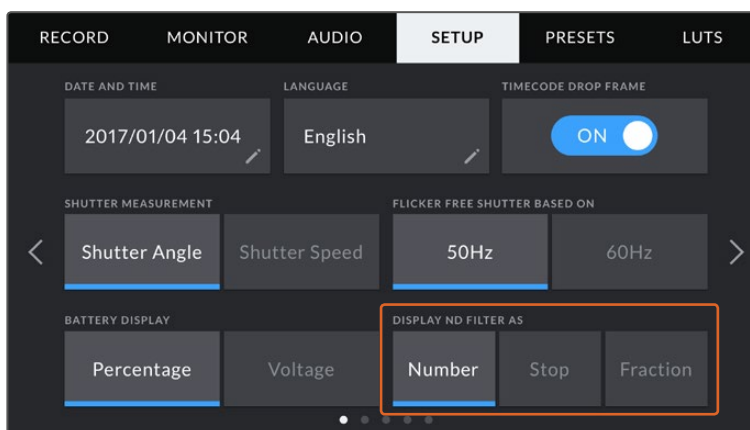 RECORD MONITOR AUDIO SETUP PRESETS LUTS
DATE AND TIME LANGUAGE TIMECODE DROP FRAME
2017/01/04 15:04 English ON
SHUTTER MEASUREMENT FLICKER FREE SHUTTER BASED ON
Shutter Angle Shutter Speed 50Hz 60Hz
BATTERY DISPLAY DISPLAY ND FILTER AS
Percentage Voltage Number Stop Fraction